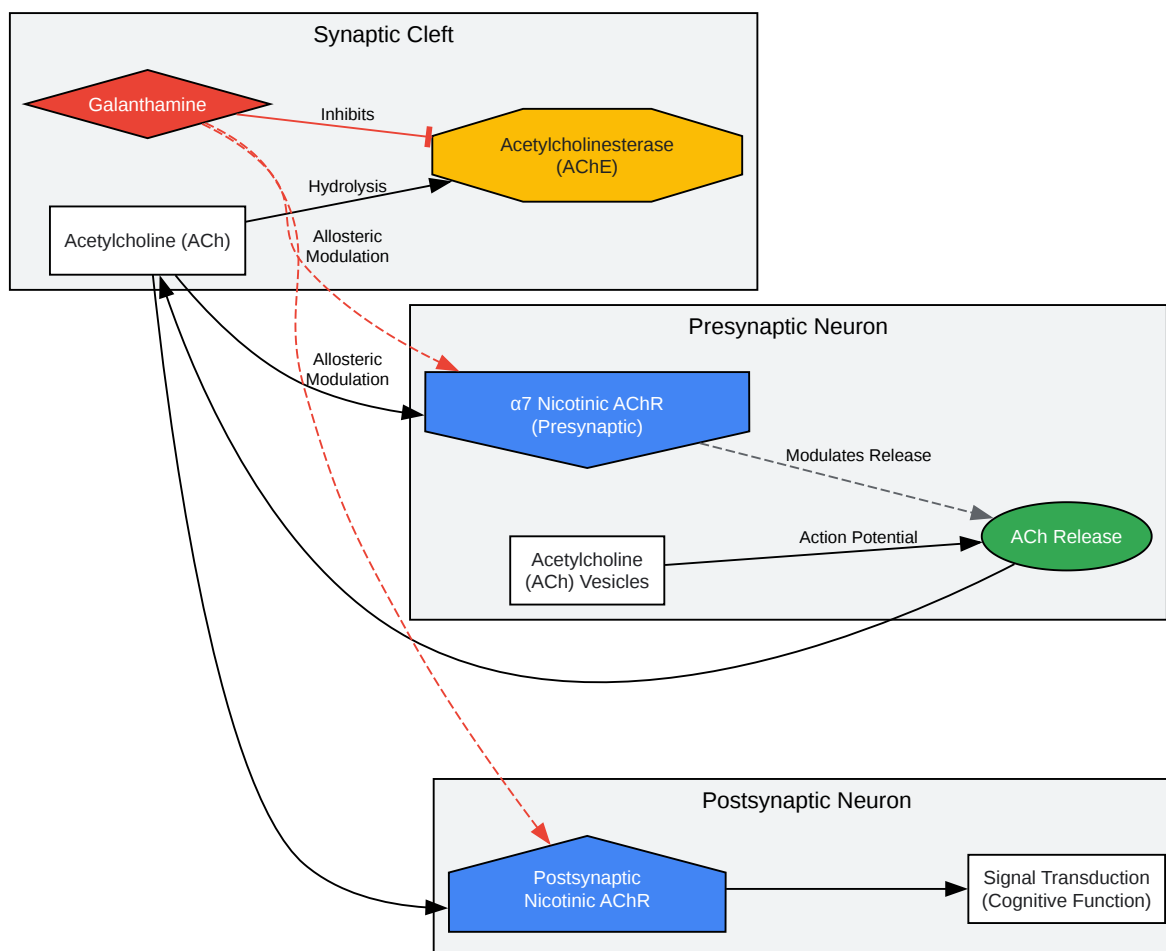 Synaptic Cleft
Galanthamine
Inhibits
Acetylcholinesterase
(AChE)
Hydrolysis
Acetylcholine (ACh)
Allosteric
Modulation
Presynaptic Neuron
Allosteric
Modulation
α7 Nicotinic AChR
(Presynaptic)
Modulates Release
Action Potential
ACh Release
Acetylcholine
(ACh) Vesicles
Postsynaptic Neuron
Postsynaptic
Nicotinic AChR
Signal Transduction
(Cognitive Function)